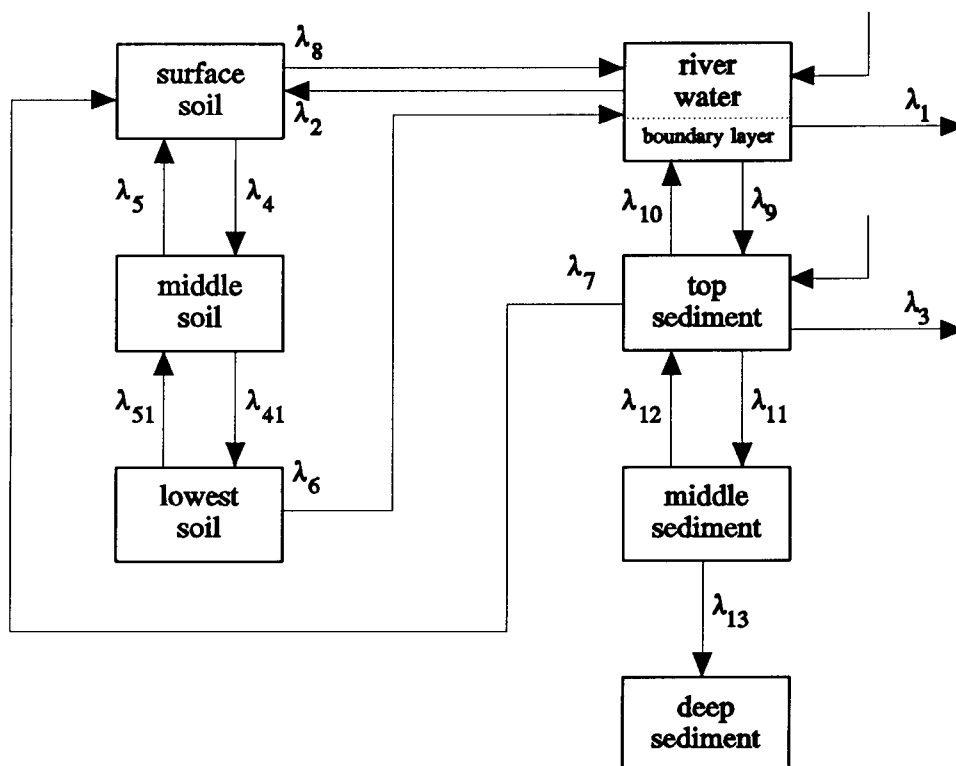 λ8
surface
soil
λ2
river
water
boundary layer
λ1
λ5
λ4
λ10
λ9
middle
soil
λ7
top
sediment
λ3
λ51
λ41
λ12
λ11
lowest
soil
λ6
middle
sediment
λ13
deep
sediment